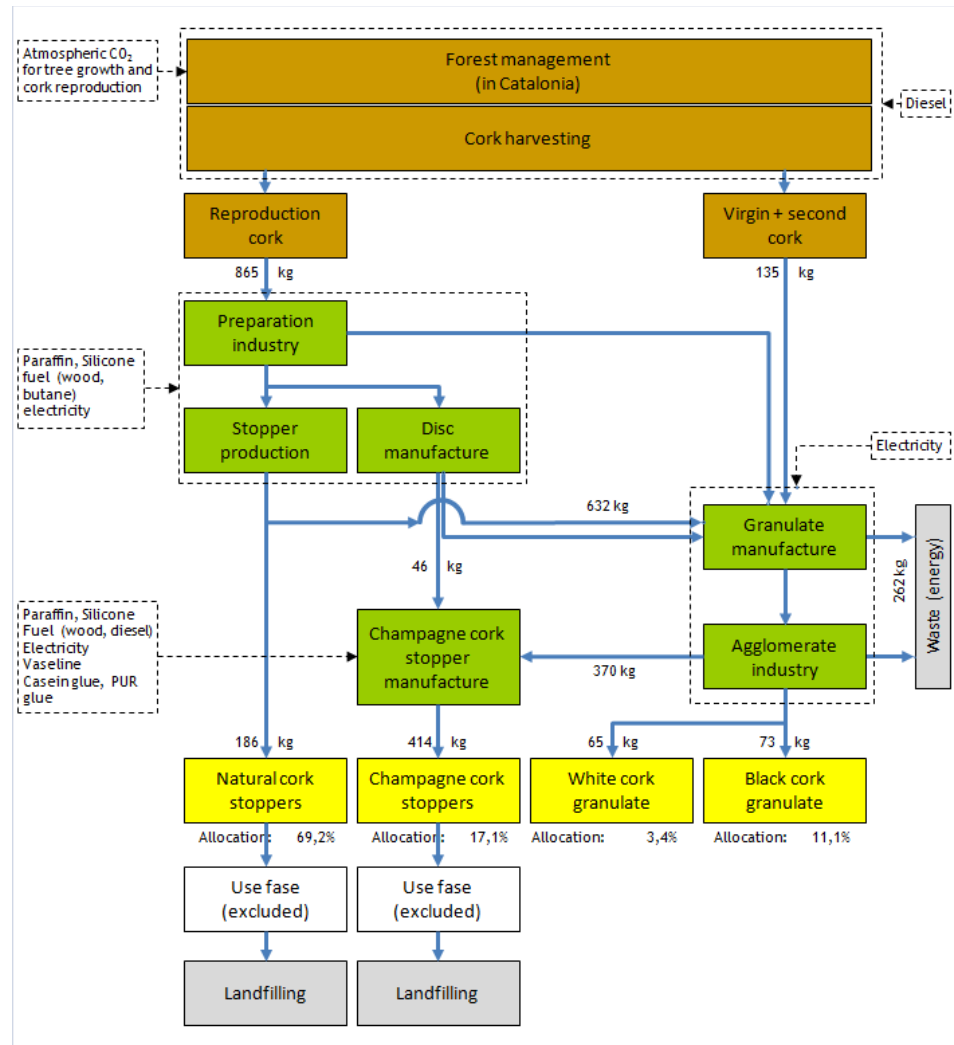 Atmospheric CO₂
for tree growth and
cork reproduction
Forest management
(in Catalonia)
Diesel
Cork harvesting
Reproduction
cork
Virgin + second
cork
865 kg
135 kg
Preparation
industry
Paraffin, Silicone
fuel (wood,
butane)
electricity
Stopper
production
Disc
manufacture
Electricity
632 kg
Granulate
manufacture
46 kg
262 kg
Waste (energy)
Paraffin, Silicone
Fuel (wood, diesel)
Electricity
Vaseline
Casein glue, PUR
glue
Champagne cork
stopper
manufacture
370 kg
Agglomerate
industry
186 kg
414 kg
65 kg
73 kg
Natural cork
stoppers
Champagne cork
stoppers
White cork
granulate
Black cork
granulate
Allocation: 69,2%
Allocation: 17,1%
3,4%
Allocation: 11,1%
Use fase
(excluded)
Use fase
(excluded)
Landfilling
Landfilling